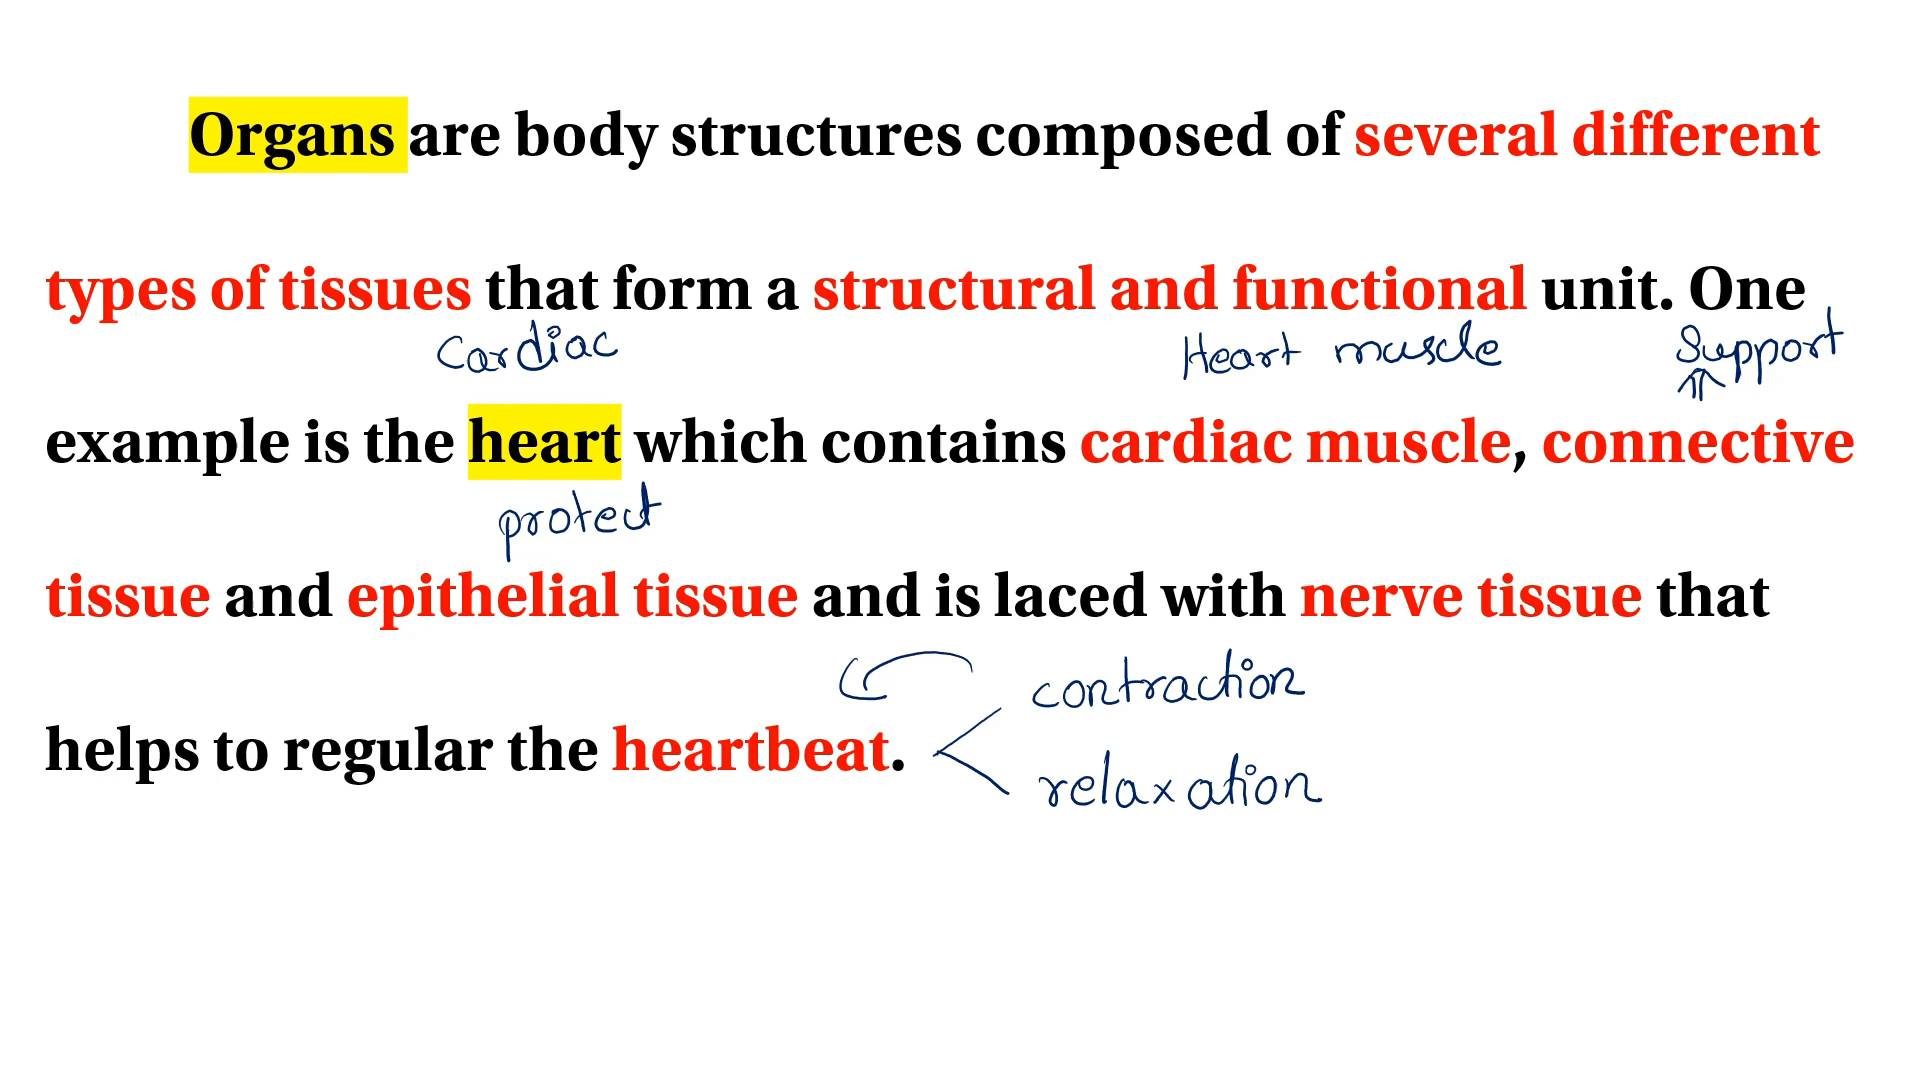 Organs are body structures composed of several different
types of tissues that form a structural and functional unit. One
Cardiac Heart muscle Support
example is the heart which contains cardiac muscle, connective
protect
tissue and epithelial tissue and is laced with nerve tissue that
contraction
helps to regular the heartbeat.
relaxation